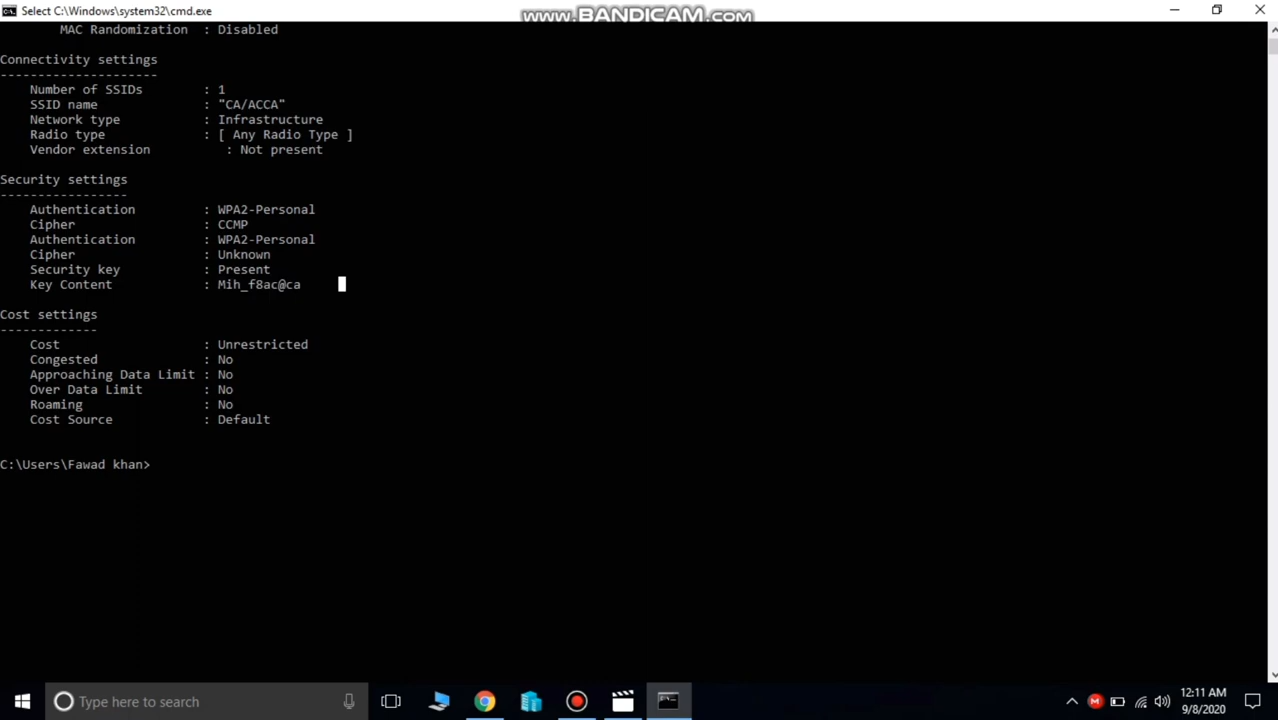 Select C:\Windows\system32\cmd.exe
www.BANDICAM.com
MAC Randomization : Disabled
Connectivity settings
---------------------
Number of SSIDs : 1
SSID name : "CA/ACCA"
Network type : Infrastructure
Radio type : [ Any Radio Type ]
Vendor extension : Not present
Security settings
-----------------
Authentication : WPA2-Personal
Cipher : CCMP
Authentication : WPA2-Personal
Cipher : Unknown
Security key : Present
Key Content : Mih_f8ac@ca
Cost settings
-------------
Cost : Unrestricted
Congested : No
Approaching Data Limit : No
Over Data Limit : No
Roaming : No
Cost Source : Default
C:\Users\Fawad khan>
Type here to search
12:11 AM
9/8/2020